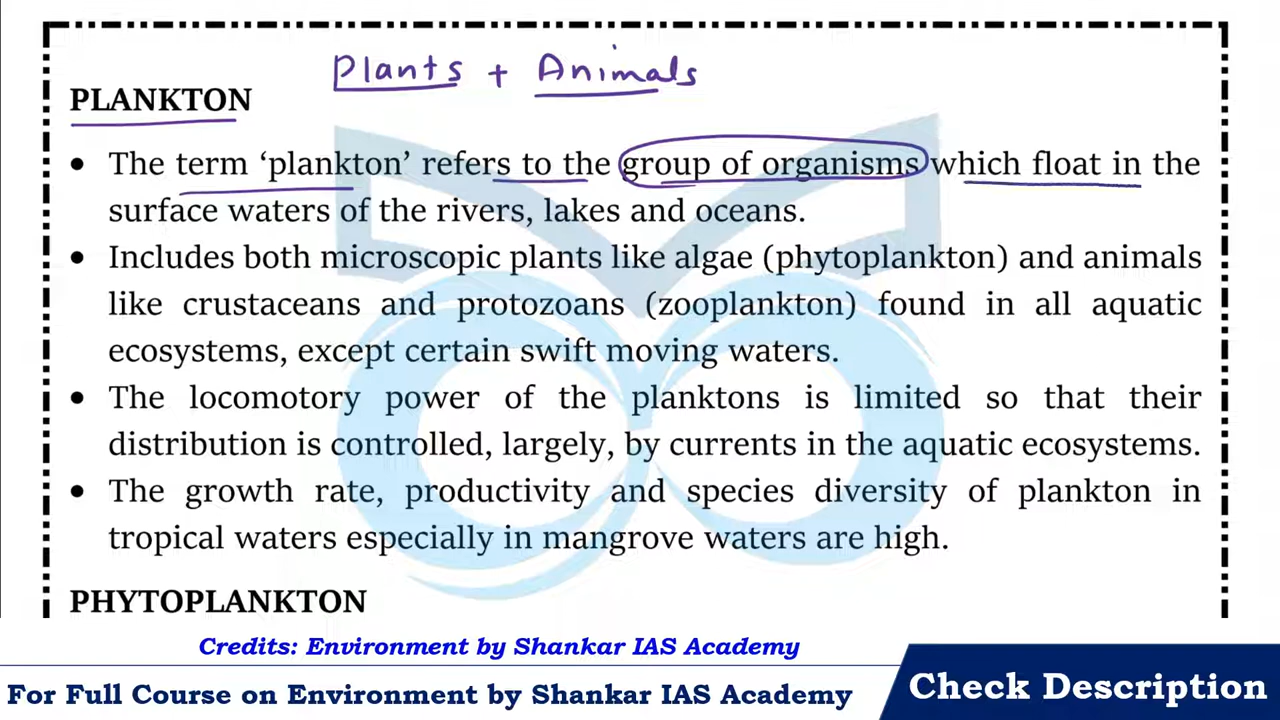 Plants + Animals
PLANKTON
• The term ‘plankton’ refers to the group of organisms which float in the
surface waters of the rivers, lakes and oceans.
• Includes both microscopic plants like algae (phytoplankton) and animals
like crustaceans and protozoans (zooplankton) found in all aquatic
ecosystems, except certain swift moving waters.
• The locomotory power of the planktons is limited so that their
distribution is controlled, largely, by currents in the aquatic ecosystems.
• The growth rate, productivity and species diversity of plankton in
tropical waters especially in mangrove waters are high.
PHYTOPLANKTON
Credits: Environment by Shankar IAS Academy
For Full Course on Environment by Shankar IAS Academy
Check Description